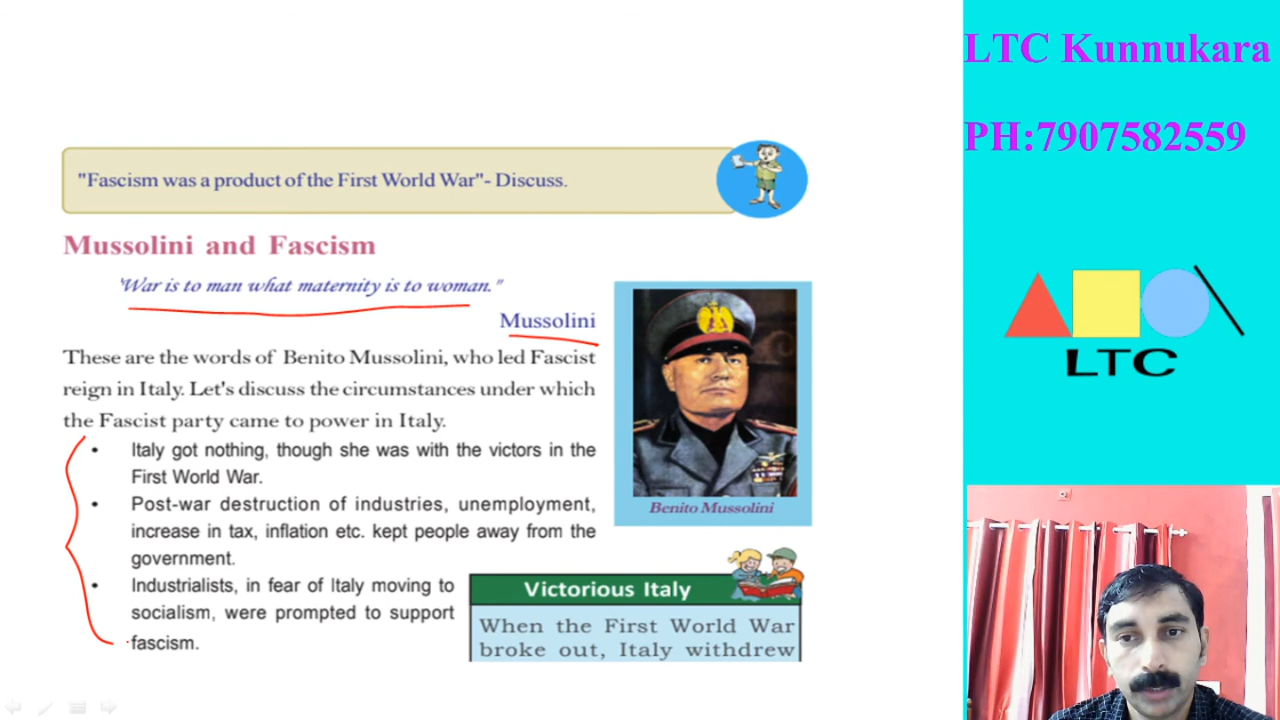 LTC Kunnukara
PH:7907582559
"Fascism was a product of the First World War"- Discuss.
Mussolini and Fascism
"War is to man what maternity is to woman."
Mussolini
These are the words of Benito Mussolini, who led Fascist
reign in Italy. Let's discuss the circumstances under which
the Fascist party came to power in Italy.
• Italy got nothing, though she was with the victors in the
First World War.
• Post-war destruction of industries, unemployment,
increase in tax, inflation etc. kept people away from the
government.
• Industrialists, in fear of Italy moving to
socialism, were prompted to support
fascism.
Benito Mussolini
Victorious Italy
When the First World War
broke out, Italy withdrew
LTC